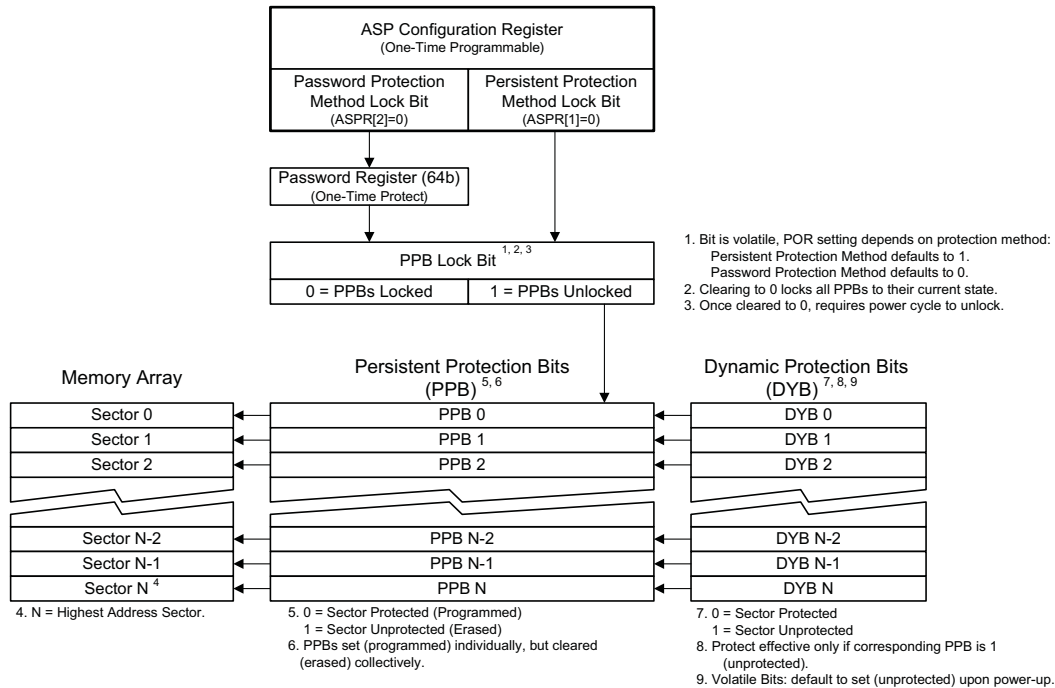 ASP Configuration Register
(One-Time Programmable)
Password Protection
Method Lock Bit
(ASPR[2]=0)
Persistent Protection
Method Lock Bit
(ASPR[1]=0)
Password Register (64b)
(One-Time Protect)
PPB Lock Bit 1, 2, 3
0 = PPBs Locked
1 = PPBs Unlocked
1. Bit is volatile, POR setting depends on protection method:
Persistent Protection Method defaults to 1.
Password Protection Method defaults to 0.
2. Clearing to 0 locks all PPBs to their current state.
3. Once cleared to 0, requires power cycle to unlock.
Memory Array
Sector 0
Sector 1
Sector 2
Sector N-2
Sector N-1
Sector N 4
4. N = Highest Address Sector.
Persistent Protection Bits
(PPB) 5, 6
PPB 0
PPB 1
PPB 2
PPB N-2
PPB N-1
PPB N
5. 0 = Sector Protected (Programmed)
1 = Sector Unprotected (Erased)
6. PPBs set (programmed) individually, but cleared
(erased) collectively.
Dynamic Protection Bits
(DYB) 7, 8, 9
DYB 0
DYB 1
DYB 2
DYB N-2
DYB N-1
DYB N
7. 0 = Sector Protected
1 = Sector Unprotected
8. Protect effective only if corresponding PPB is 1
(unprotected).
9. Volatile Bits: default to set (unprotected) upon power-up.